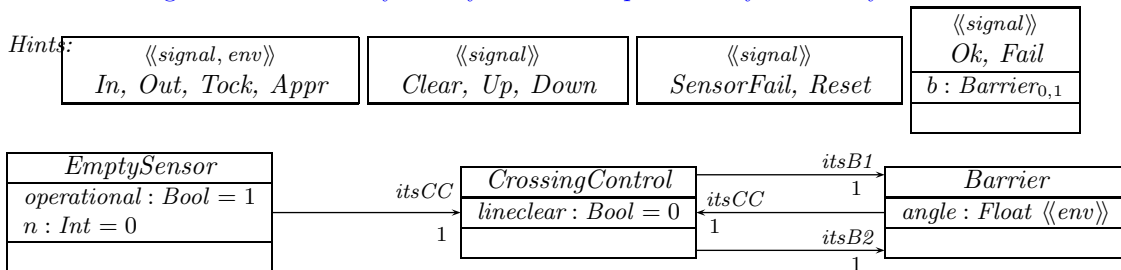 Hints:
⟪signal, env⟫
In, Out, Tock, Appr
⟪signal⟫
Clear, Up, Down
⟪signal⟫
SensorFail, Reset
⟪signal⟫
Ok, Fail
b : Barrier0,1
EmptySensor
operational : Bool = 1
n : Int = 0
itsCC
1
CrossingControl
lineclear : Bool = 0
itsB1
1
itsCC
1
itsB2
1
Barrier
angle : Float ⟪env⟫